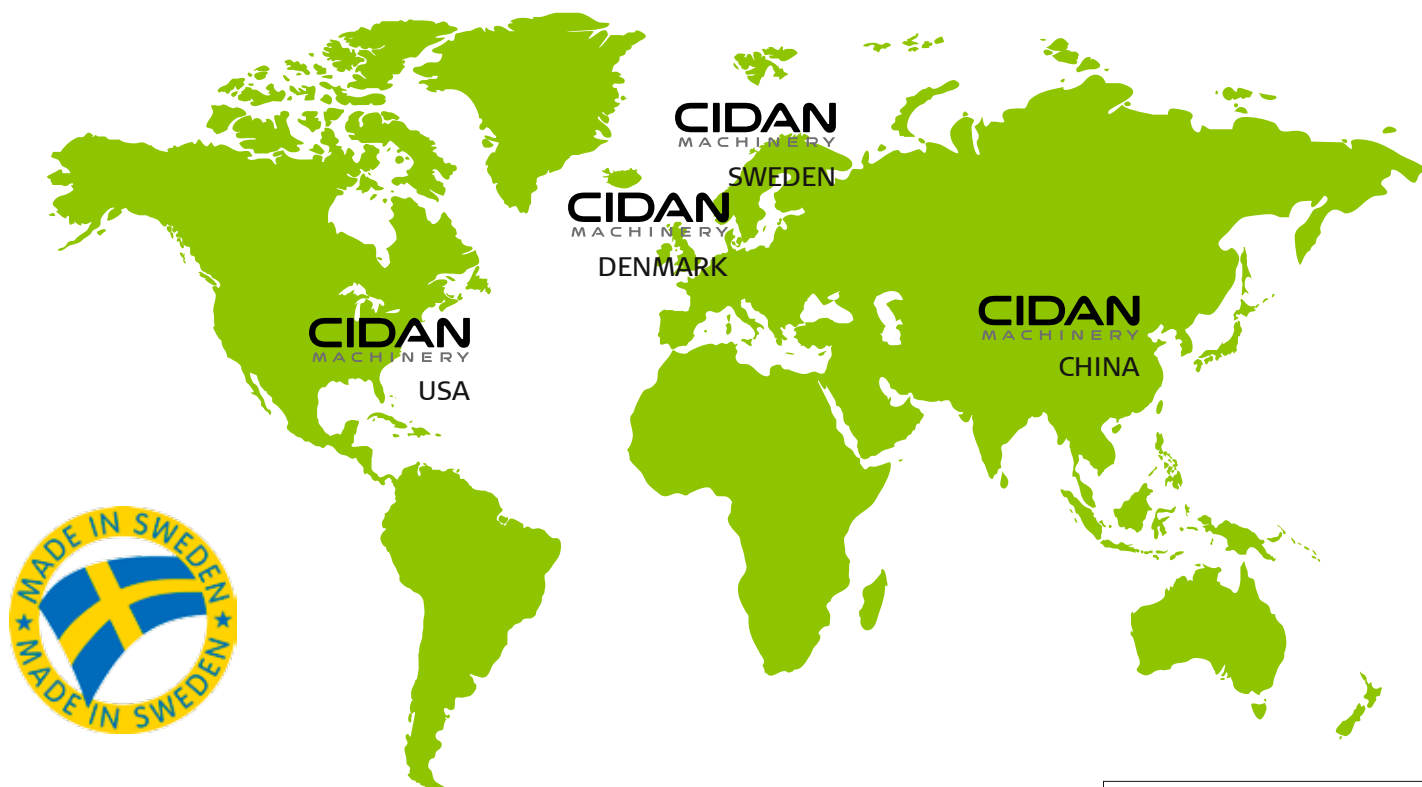 CIDAN
MACHINERY
SWEDEN
CIDAN
MACHINERY
DENMARK
CIDAN
MACHINERY
CHINA
CIDAN
MACHINERY
USA
MADE IN SWEDEN
MADE IN SWEDEN